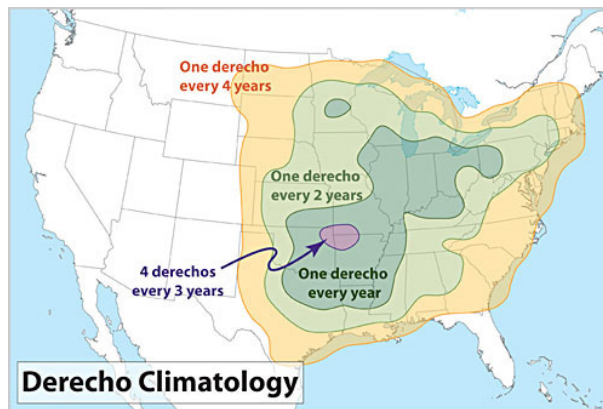 One derecho
every 4 years
One derecho
every 2 years
4 derechos
every 3 years
One derecho
every year
Derecho Climatology